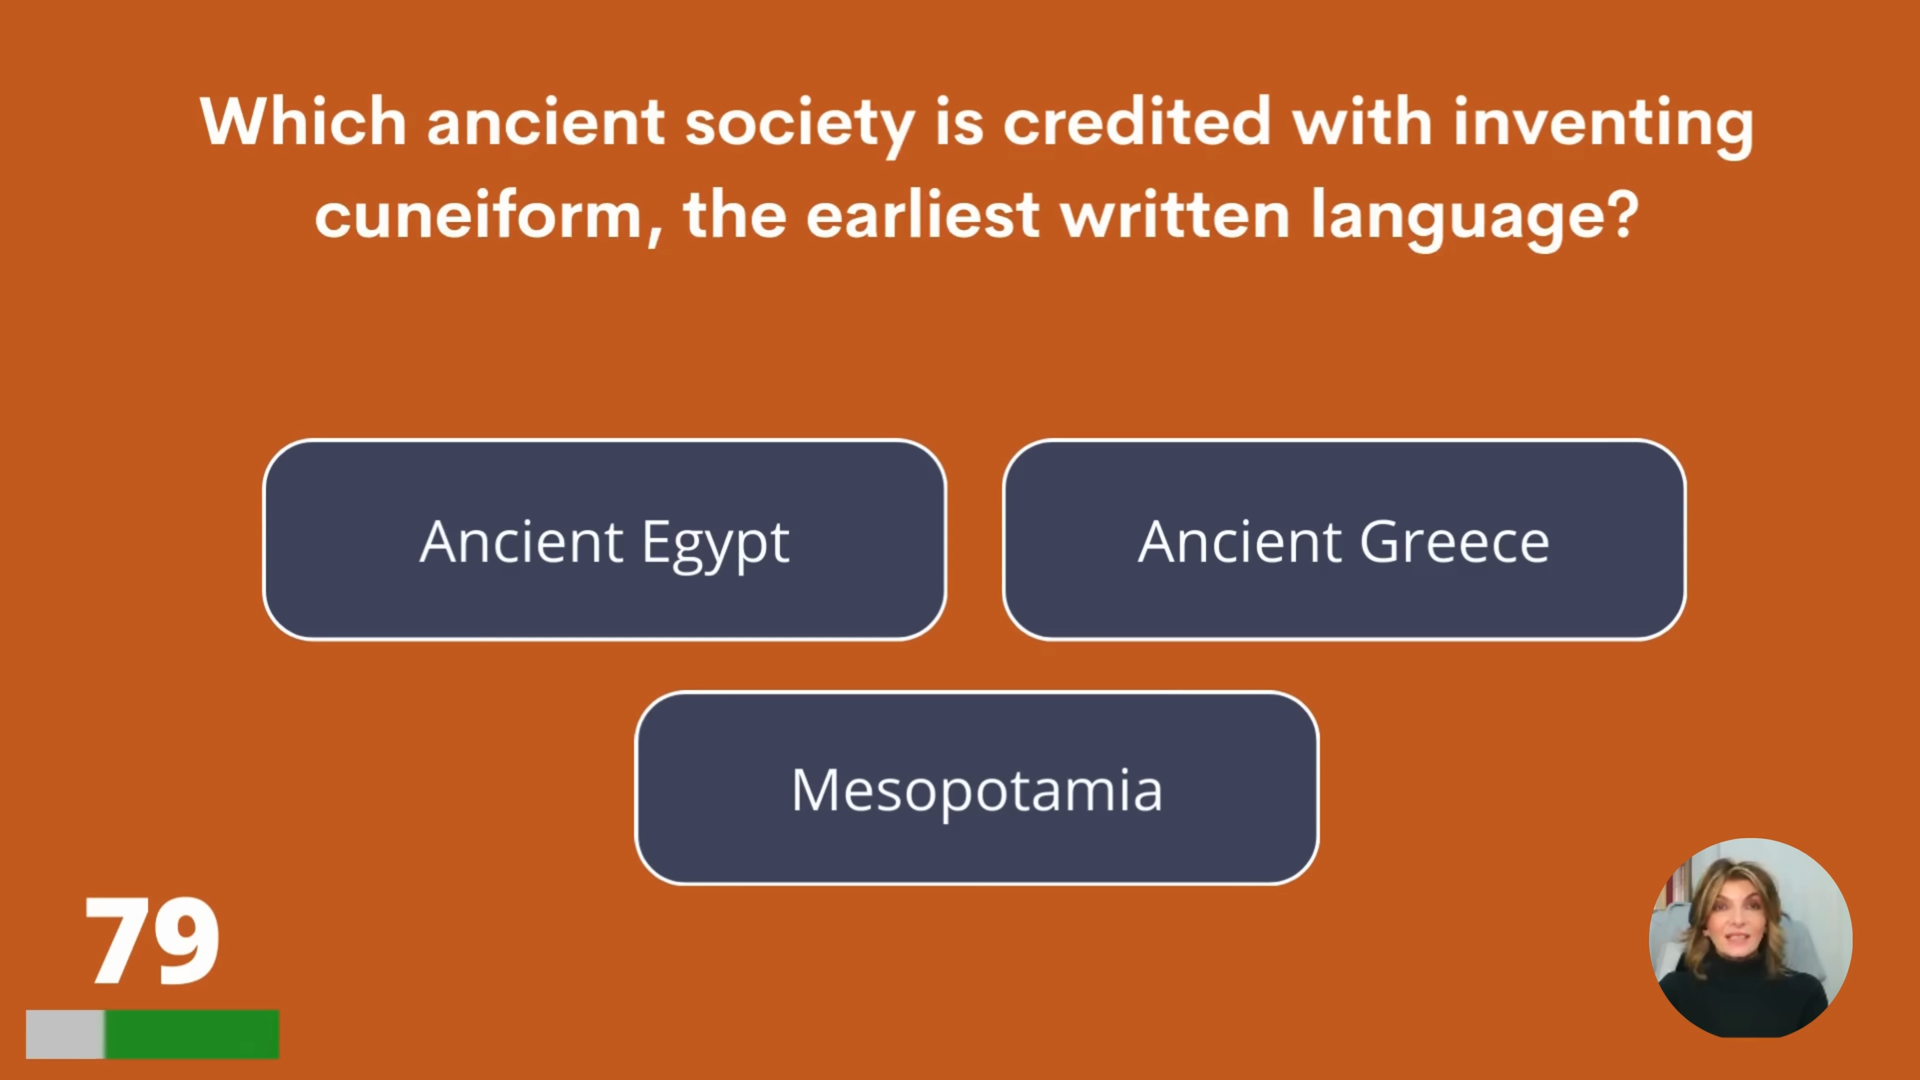 Which ancient society is credited with inventing
cuneiform, the earliest written language?
Ancient Egypt
Ancient Greece
Mesopotamia
79